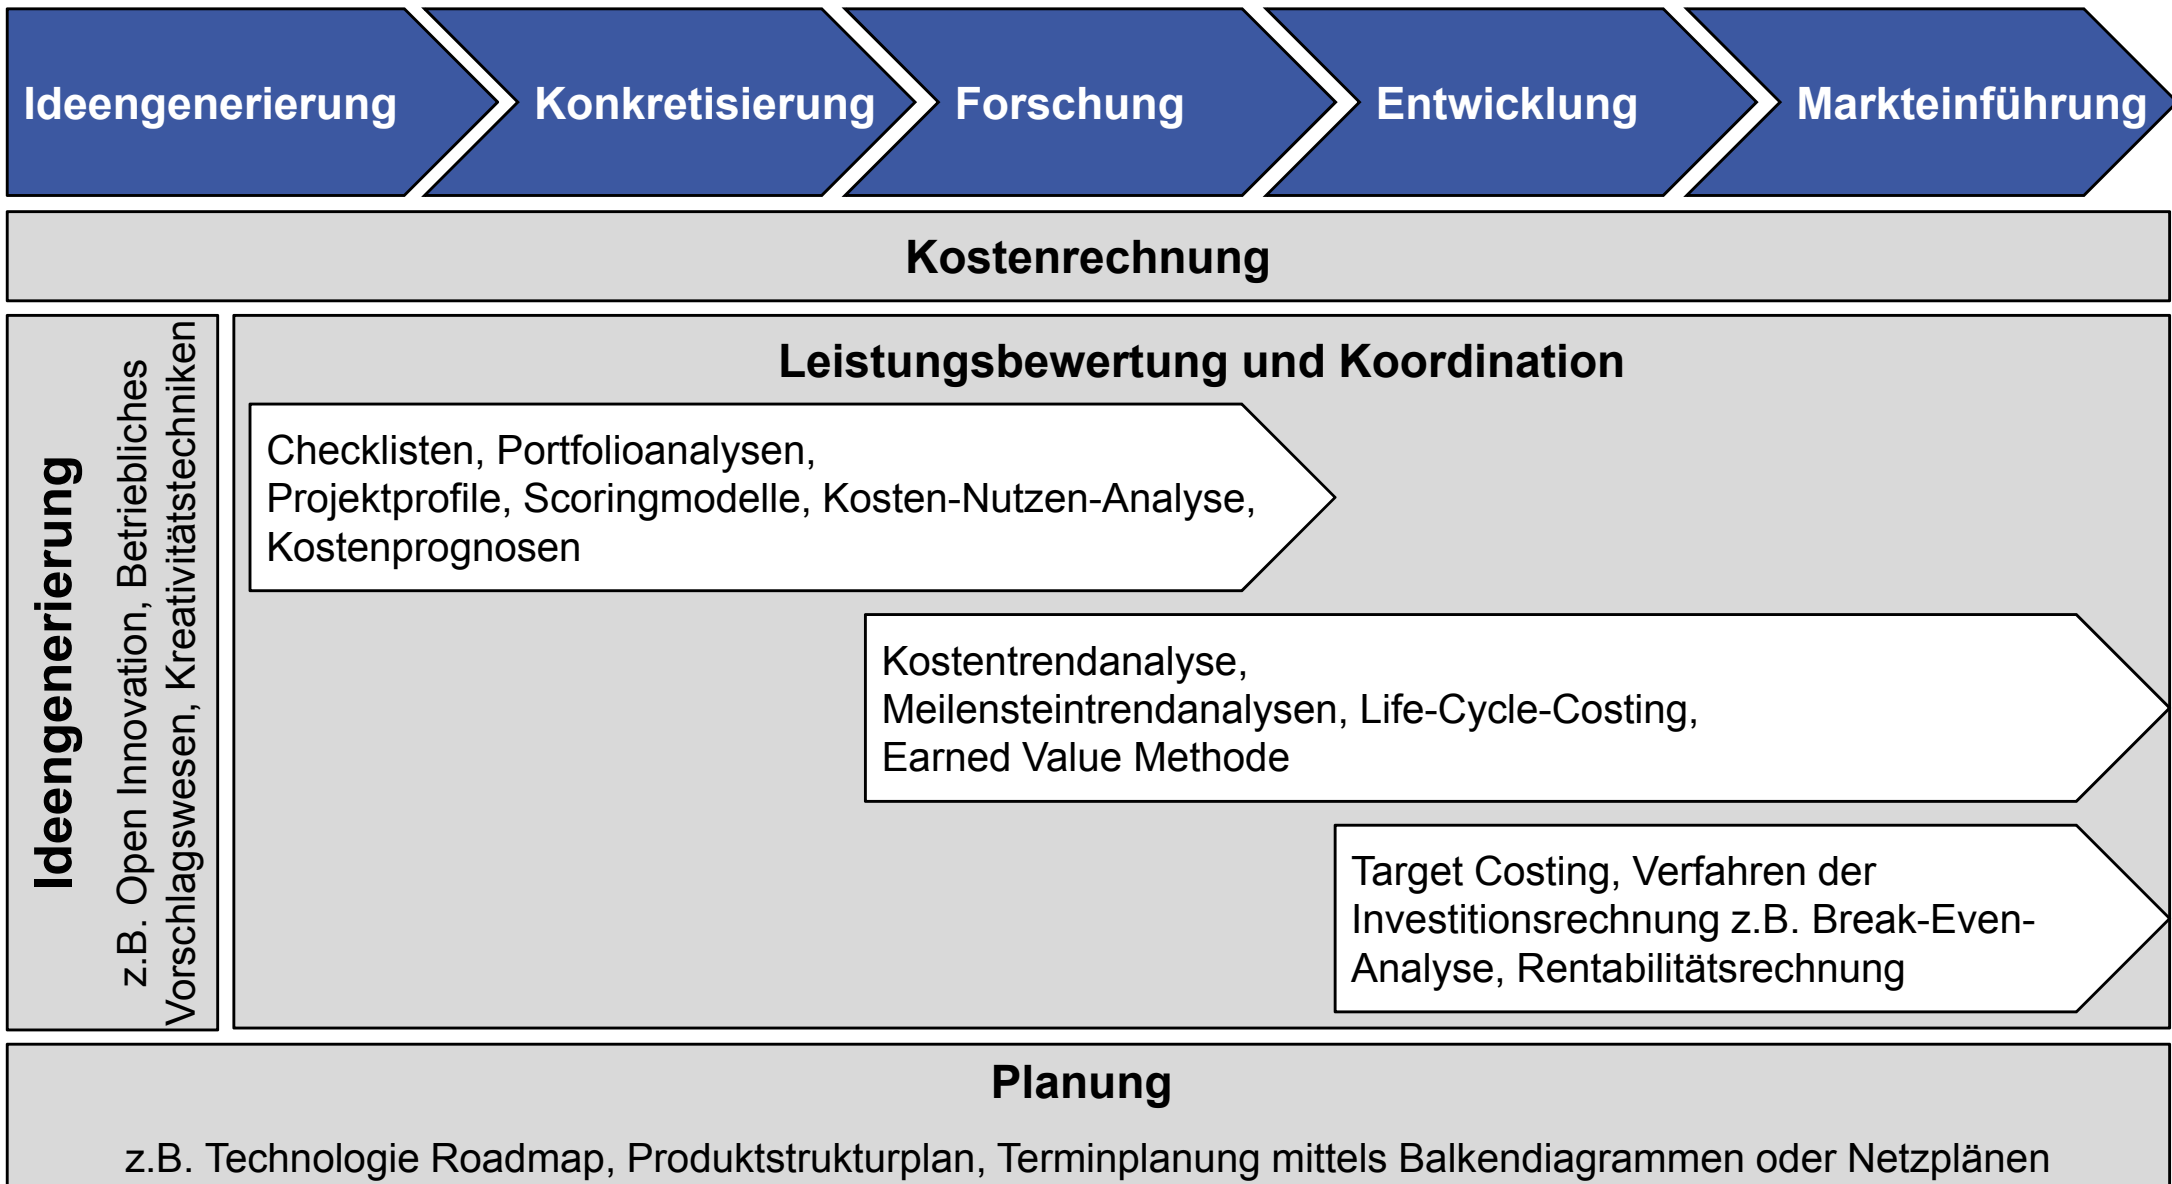 Ideengenerierung
Konkretisierung
Forschung
Entwicklung
Markteinführung
Kostenrechnung
Ideengenerierung
z.B. Open Innovation, Betriebliches
Vorschlagswesen, Kreativitätstechniken
Leistungsbewertung und Koordination
Checklisten, Portfolioanalysen,
Projektprofile, Scoringmodelle, Kosten-Nutzen-Analyse,
Kostenprognosen
Kostentrendanalyse,
Meilensteintrendanalysen, Life-Cycle-Costing,
Earned Value Methode
Target Costing, Verfahren der
Investitionsrechnung z.B. Break-Even-
Analyse, Rentabilitätsrechnung
Planung
z.B. Technologie Roadmap, Produktstrukturplan, Terminplanung mittels Balkendiagrammen oder Netzplänen